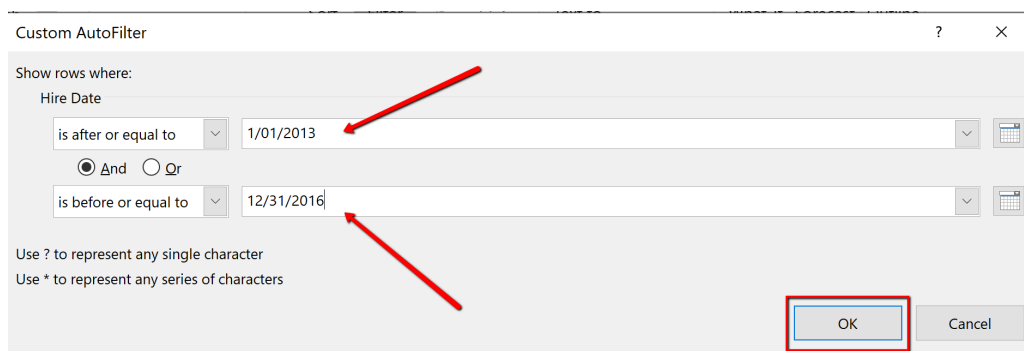 Custom AutoFilter ?
Show rows where:
Hire Date
is after or equal to 1/01/2013
And Or
is before or equal to 12/31/2016
Use ? to represent any single character
Use * to represent any series of characters
OK Cancel